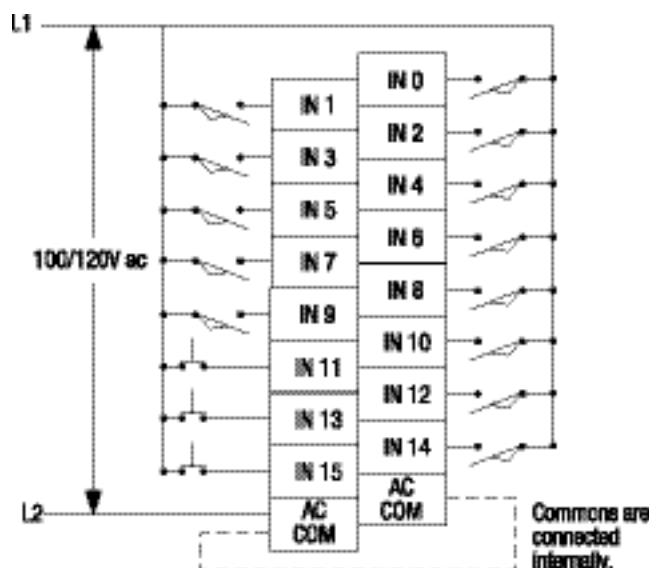 L1
IN 0
IN 1
IN 2
IN 3
IN 4
IN 5
IN 6
100/120V ac
IN 7
IN 8
IN 9
IN 10
IN 11
IN 12
IN 13
IN 14
IN 15
AC
COM
L2
AC
COM
Commons are
connected
internally.